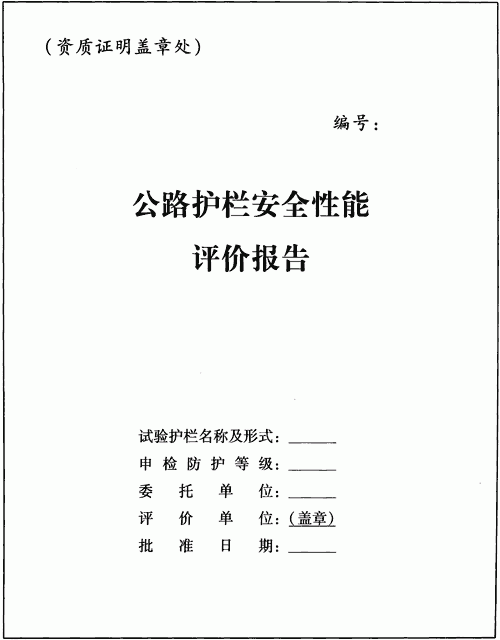 （资质证明盖章处）
编号：
公路护栏安全性能
评价报告
试验护栏名称及形式：______
申检防护等级：______
委托单位：______
评价单位：(盖章)
批准日期：______